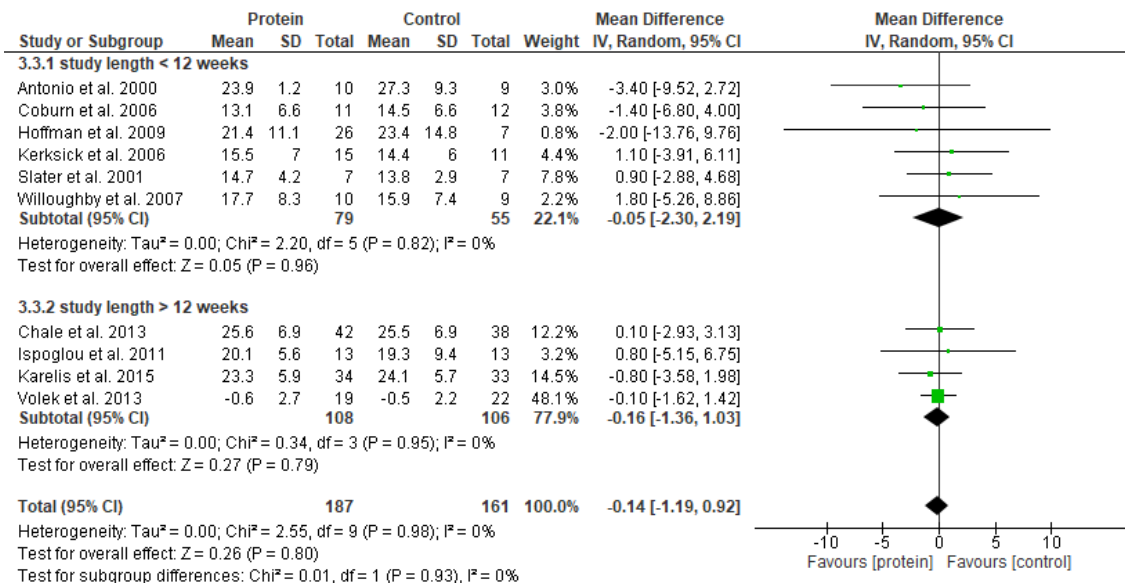 Protein Control Mean Difference Mean Difference
Study or Subgroup Mean SD Total Mean SD Total Weight IV, Random, 95% CI IV, Random, 95% CI
3.3.1 study length < 12 weeks
Antonio et al. 2000 23.9 1.2 10 27.3 9.3 9 3.0% -3.40 [-9.52, 2.72]
Coburn et al. 2006 13.1 6.6 11 14.5 6.6 12 3.8% -1.40 [-6.80, 4.00]
Hoffman et al. 2009 21.4 11.1 26 23.4 14.8 7 0.8% -2.00 [-13.76, 9.76]
Kerksick et al. 2006 15.5 7 15 14.4 6 11 4.4% 1.10 [-3.91, 6.11]
Slater et al. 2001 14.7 4.2 7 13.8 2.9 7 7.8% 0.90 [-2.88, 4.68]
Willoughby et al. 2007 17.7 8.3 10 15.9 7.4 9 2.2% 1.80 [-5.26, 8.86]
Subtotal (95% CI) 79 55 22.1% -0.05 [-2.30, 2.19]
Heterogeneity: Tau² = 0.00; Chi² = 2.20, df = 5 (P = 0.82); I² = 0%
Test for overall effect: Z = 0.05 (P = 0.96)
3.3.2 study length > 12 weeks
Chale et al. 2013 25.6 6.9 42 25.5 6.9 38 12.2% 0.10 [-2.93, 3.13]
Ispoglou et al. 2011 20.1 5.6 13 19.3 9.4 13 3.2% 0.80 [-5.15, 6.75]
Karelis et al. 2015 23.3 5.9 34 24.1 5.7 33 14.5% -0.80 [-3.58, 1.98]
Volek et al. 2013 -0.6 2.7 19 -0.5 2.2 22 48.1% -0.10 [-1.62, 1.42]
Subtotal (95% CI) 108 106 77.9% -0.16 [-1.36, 1.03]
Heterogeneity: Tau² = 0.00; Chi² = 0.34, df = 3 (P = 0.95); I² = 0%
Test for overall effect: Z = 0.27 (P = 0.79)
Total (95% CI) 187 161 100.0% -0.14 [-1.19, 0.92]
Heterogeneity: Tau² = 0.00; Chi² = 2.55, df = 9 (P = 0.98); I² = 0%
Test for overall effect: Z = 0.26 (P = 0.80)
Test for subgroup differences: Chi² = 0.01, df = 1 (P = 0.93), I² = 0%
-10 -5 0 5 10
Favours [protein] Favours [control]